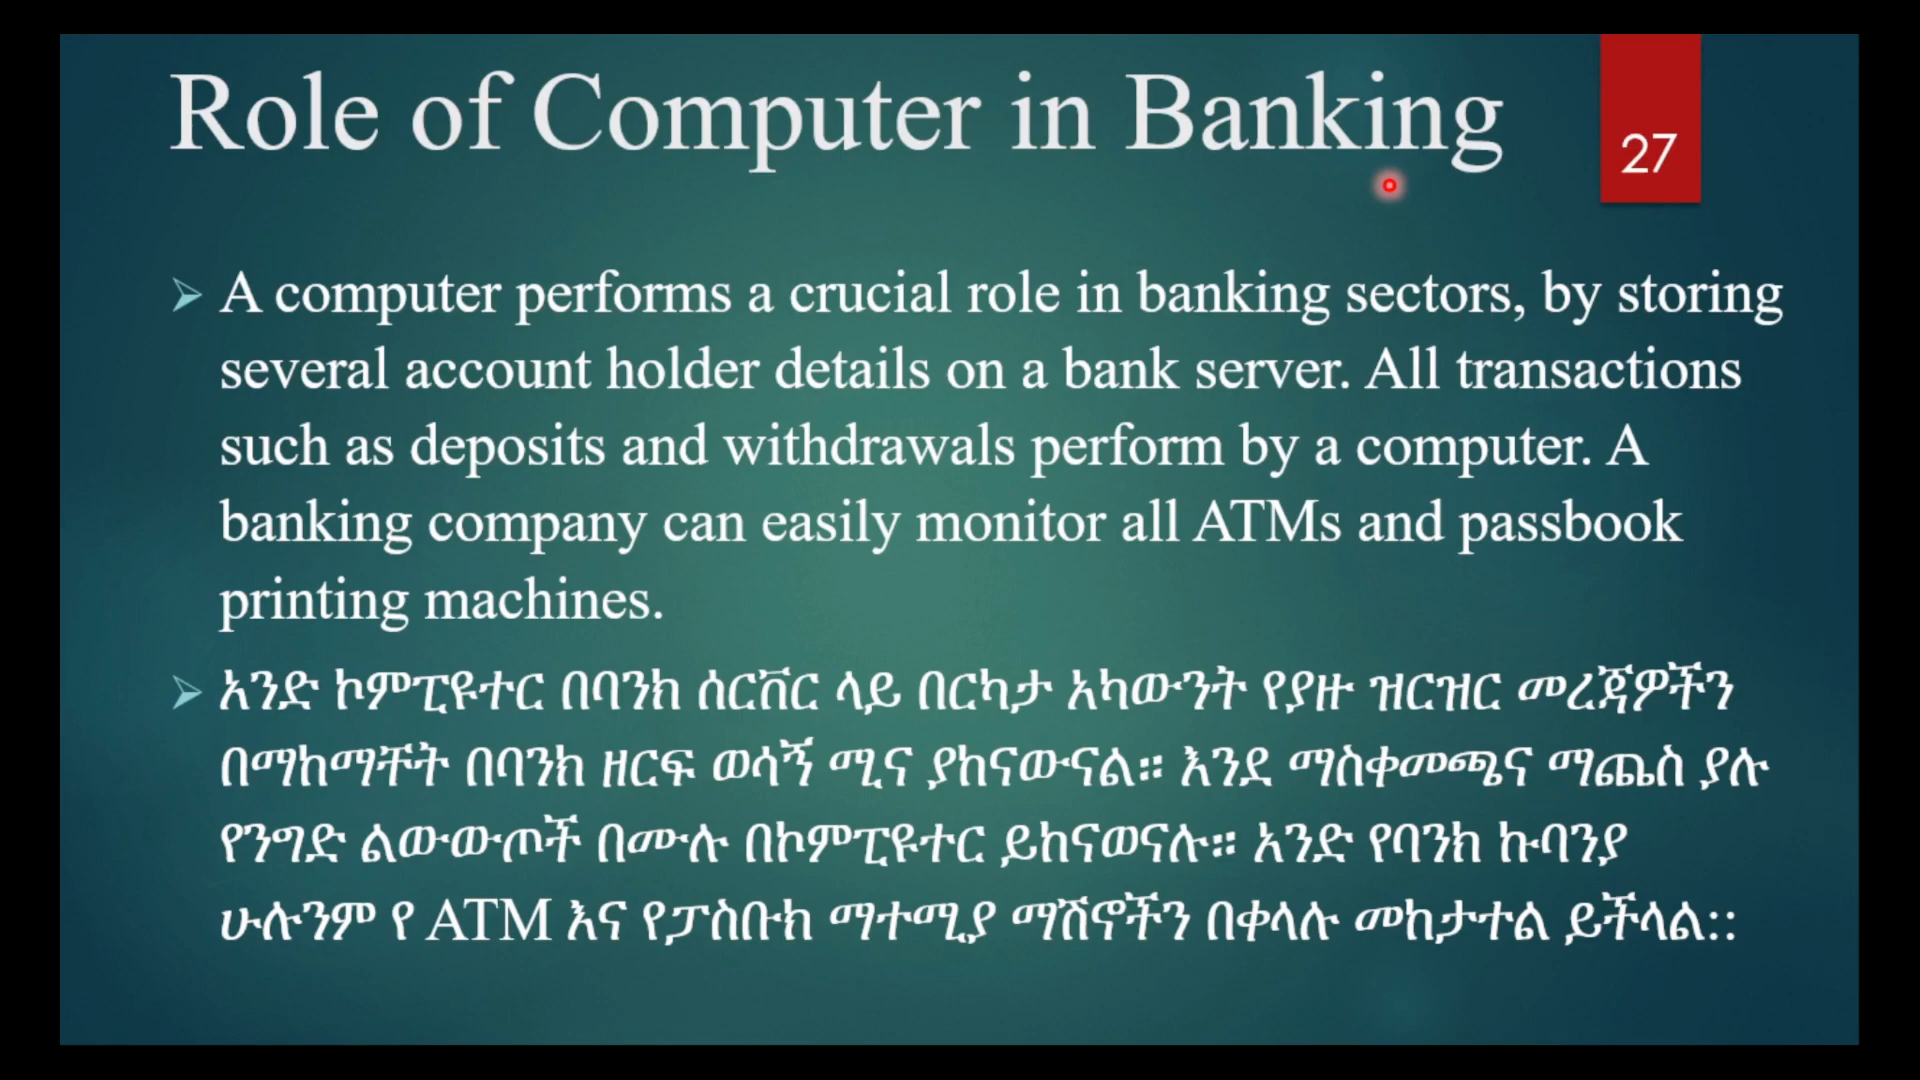 Role of Computer in Banking
27
➢ A computer performs a crucial role in banking sectors, by storing
several account holder details on a bank server. All transactions
such as deposits and withdrawals perform by a computer. A
banking company can easily monitor all ATMs and passbook
printing machines.
➢ አንድ ኮምፒዩተር በባንክ ሰርቨር ላይ በርካታ አካውንት የያዙ ዝርዝር መረጃዎችን
በማከማቸት በባንክ ዘርፍ ወሳኝ ሚና ያከናውናል። እንደ ማስቀመጫና ማጨስ ያሉ
የንግድ ልውውጦች በሙሉ በኮምፒዩተር ይከናወናሉ። አንድ የባንክ ኩባንያ
ሁሉንም የ ATM እና የፓስቡክ ማተሚያ ማሽኖችን በቀላሉ መከታተል ይችላል::